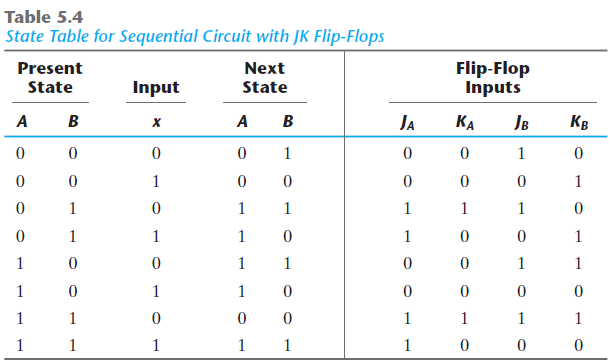 Table 5.4
State Table for Sequential Circuit with JK Flip-Flops
Present State Input Next State Flip-Flop Inputs
A B x A B JA KA JB KB
0 0 0 0 1 0 0 1 0
0 0 1 0 0 0 0 0 1
0 1 0 1 1 1 1 1 0
0 1 1 1 0 1 0 0 1
1 0 0 1 1 0 0 1 1
1 0 1 1 0 0 0 0 0
1 1 0 0 0 1 1 1 1
1 1 1 1 1 1 0 0 0